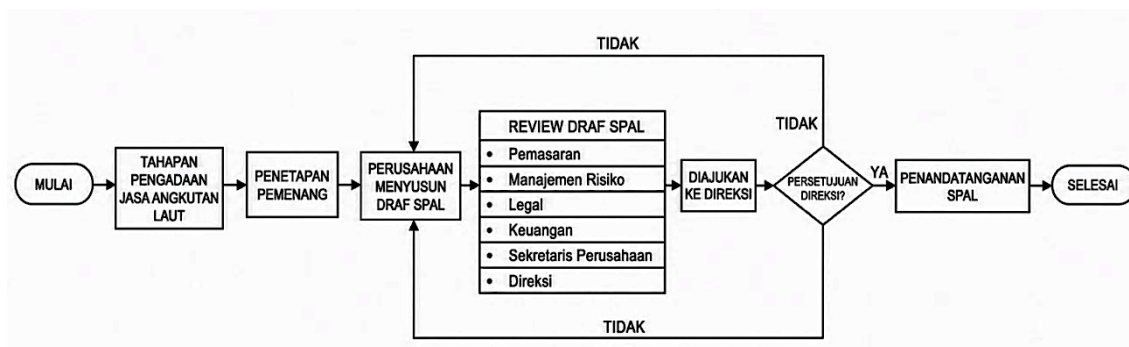 TIDAK
TIDAK
MULAI
TAHAPAN
PENGADAAN
JASA ANGKUTAN
LAUT
PENETAPAN
PEMENANG
PERUSAHAAN
MENYUSUN
DRAF SPAL
REVIEW DRAF SPAL
• Pemasaran
• Manajemen Risiko
• Legal
• Keuangan
• Sekretaris Perusahaan
• Direksi
DIAJUKAN
KE DIREKSI
PERSETUJUAN
DIREKSI?
YA
PENANDATANGANAN
SPAL
SELESAI
TIDAK